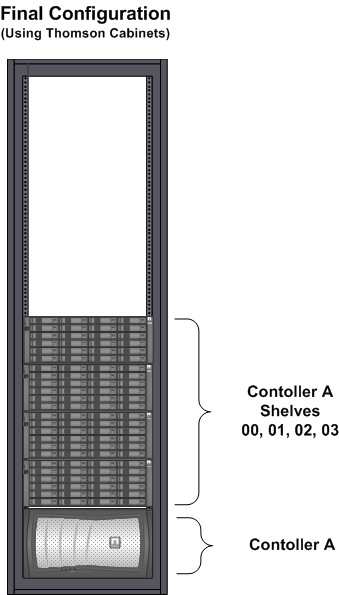 Final Configuration
(Using Thomson Cabinets)
Contoller A
Shelves
00, 01, 02, 03
Contoller A